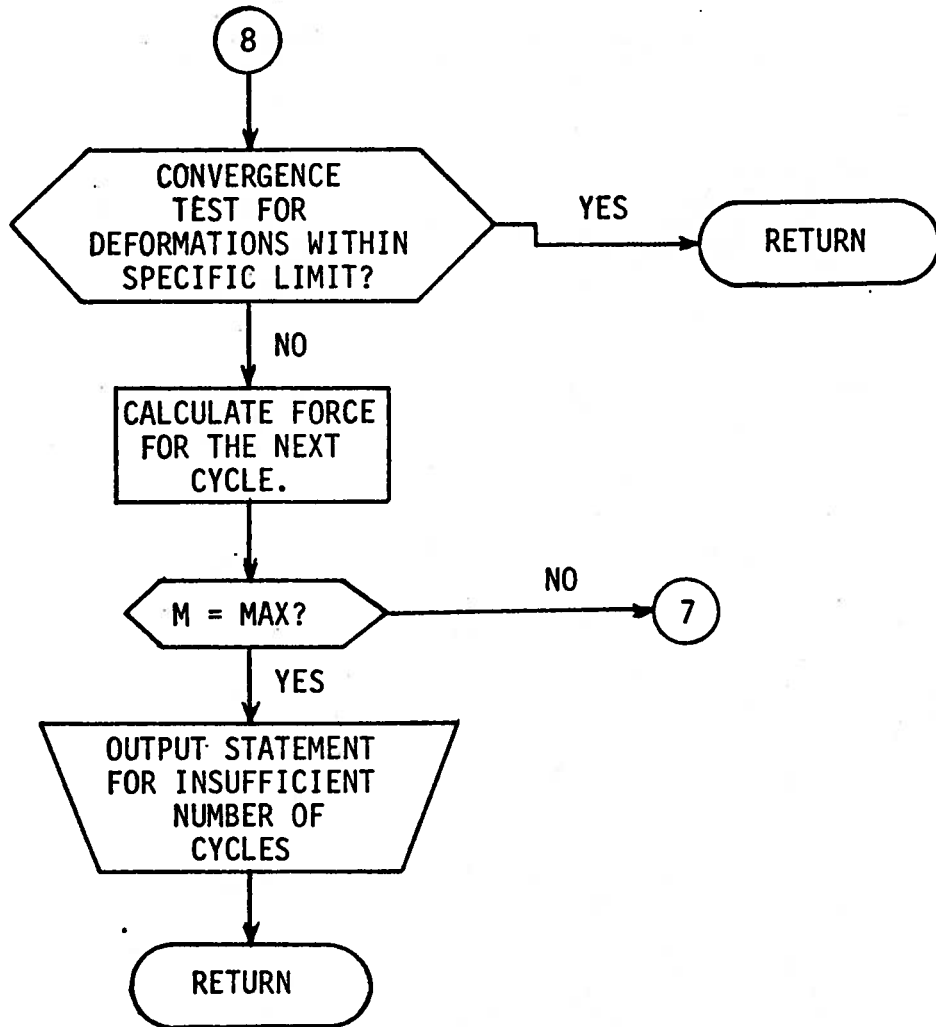 8
CONVERGENCE
TEST FOR
DEFORMATIONS WITHIN
SPECIFIC LIMIT?
YES
RETURN
NO
CALCULATE FORCE
FOR THE NEXT
CYCLE.
M = MAX?
NO
7
YES
OUTPUT STATEMENT
FOR INSUFFICIENT
NUMBER OF
CYCLES
RETURN